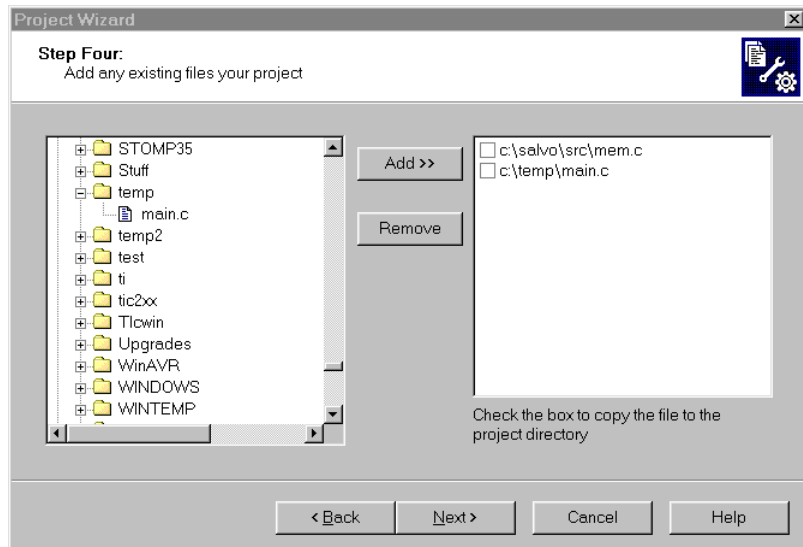 Project Wizard
Step Four:
Add any existing files your project
STOMP35
Stuff
temp
main.c
temp2
test
ti
tic2xx
TIcwin
Upgrades
WinAVR
WINDOWS
WINTEMP
Add >>
Remove
c:\salvo\src\mem.c
c:\temp\main.c
Check the box to copy the file to the
project directory
< Back
Next >
Cancel
Help